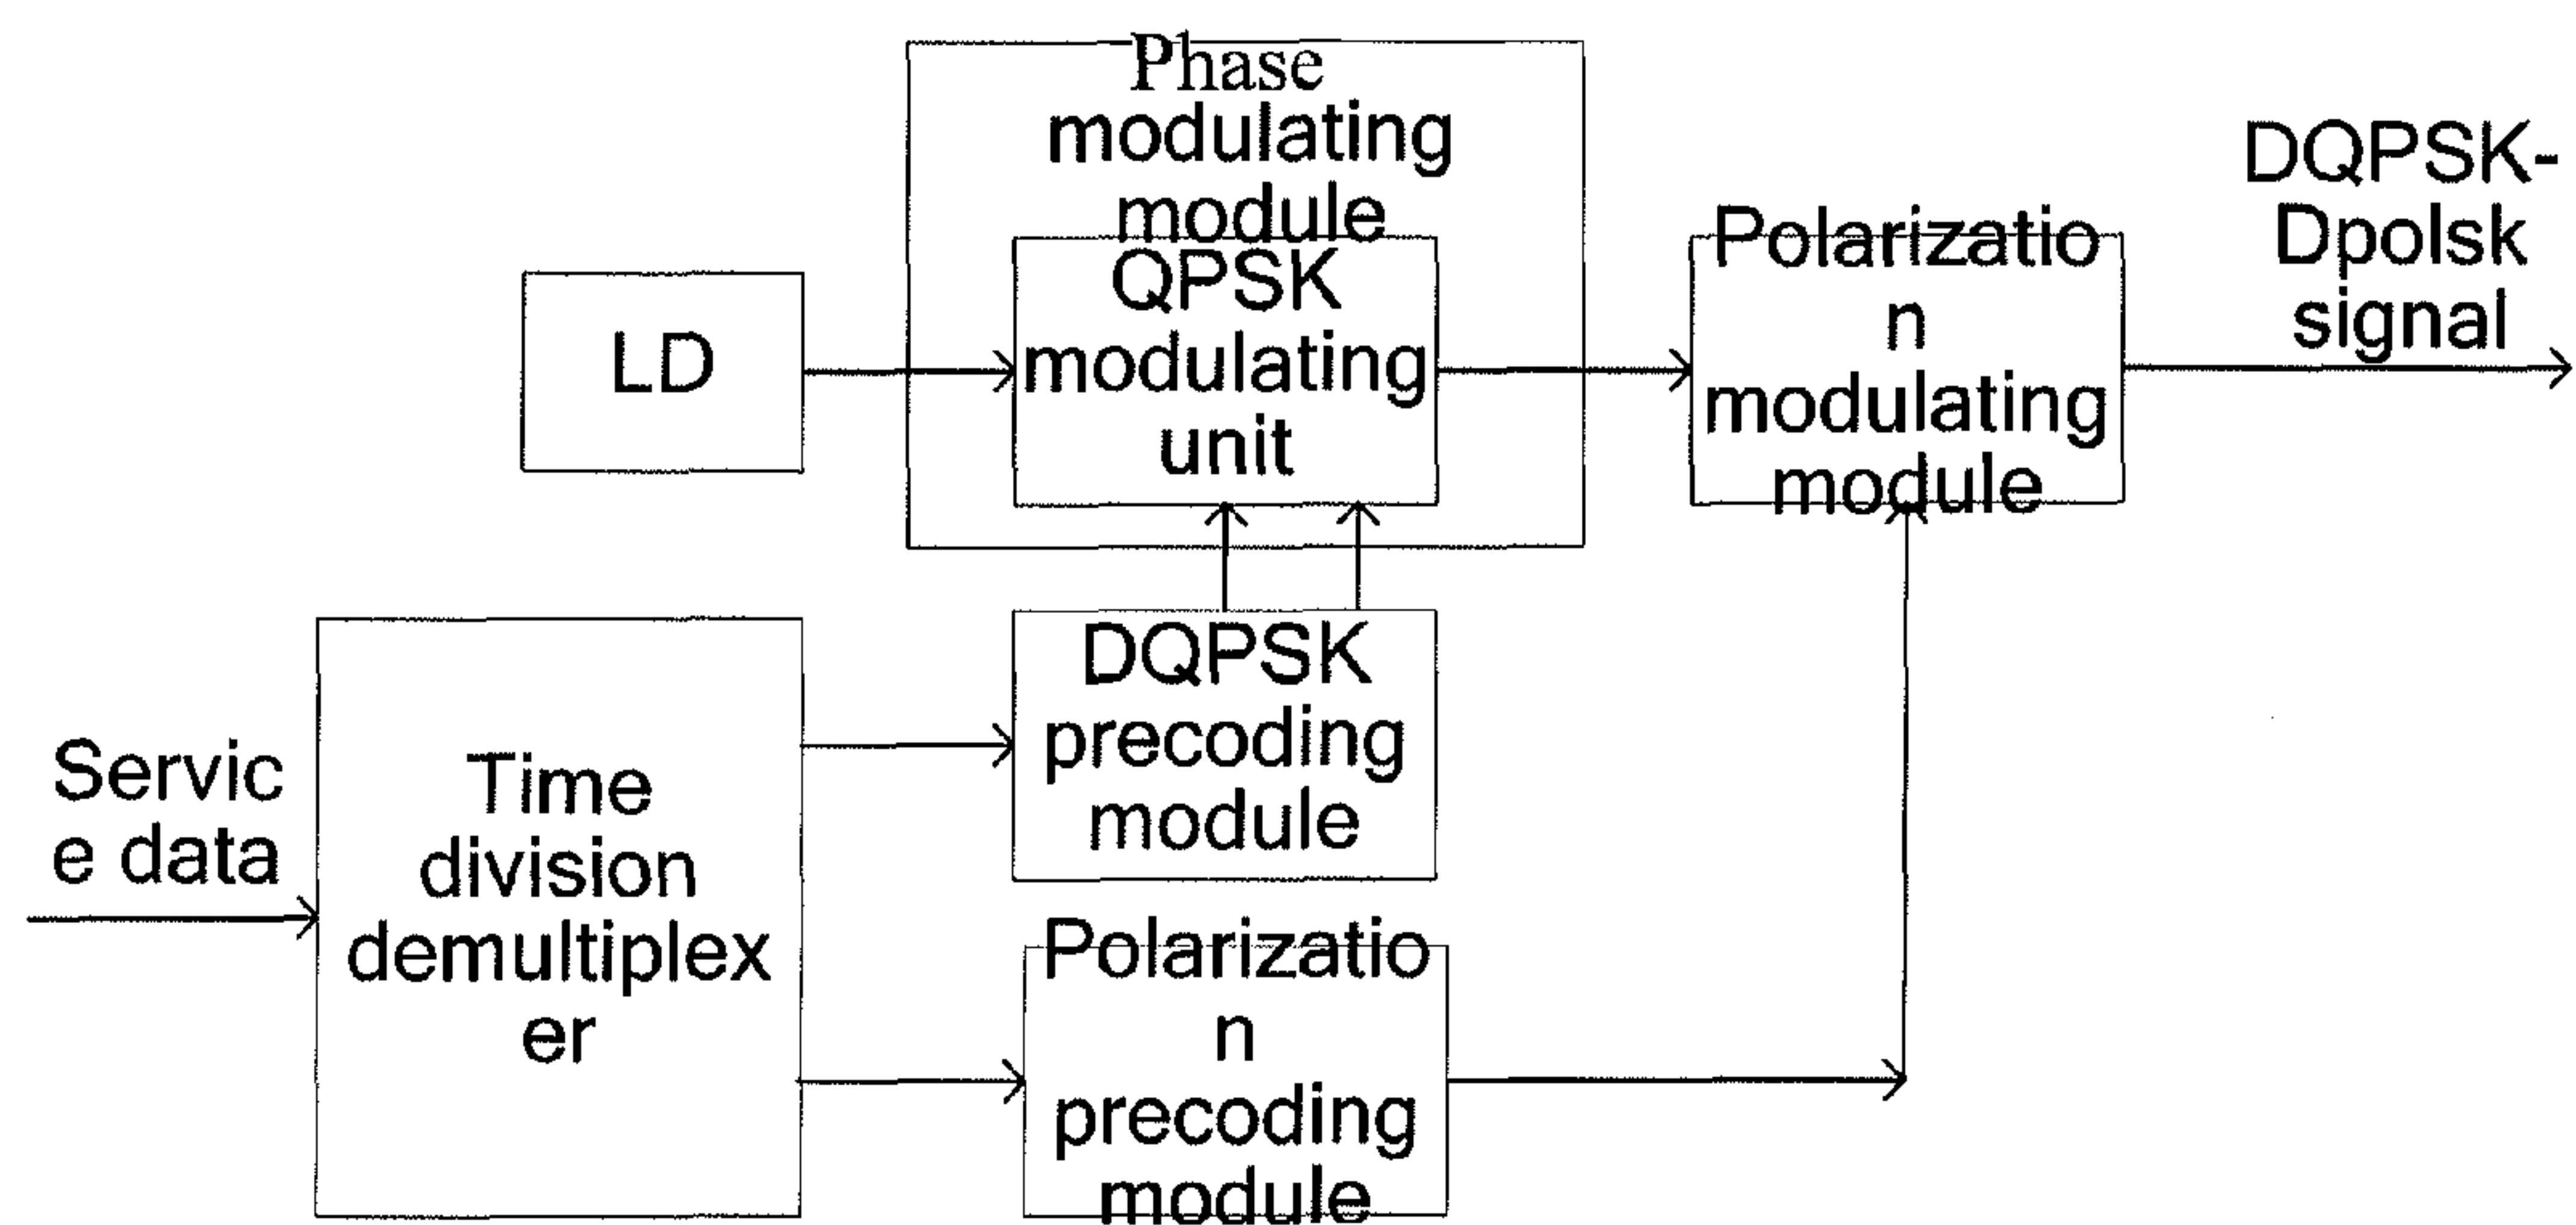 Phase
modulating
module
QPSK
modulating
unit
LD
Polarizatio
n
modulating
module
DQPSK-
Dpolsk
signal
Servic
e data
Time
division
demultiplex
er
DQPSK
precoding
module
Polarizatio
n
precoding
module